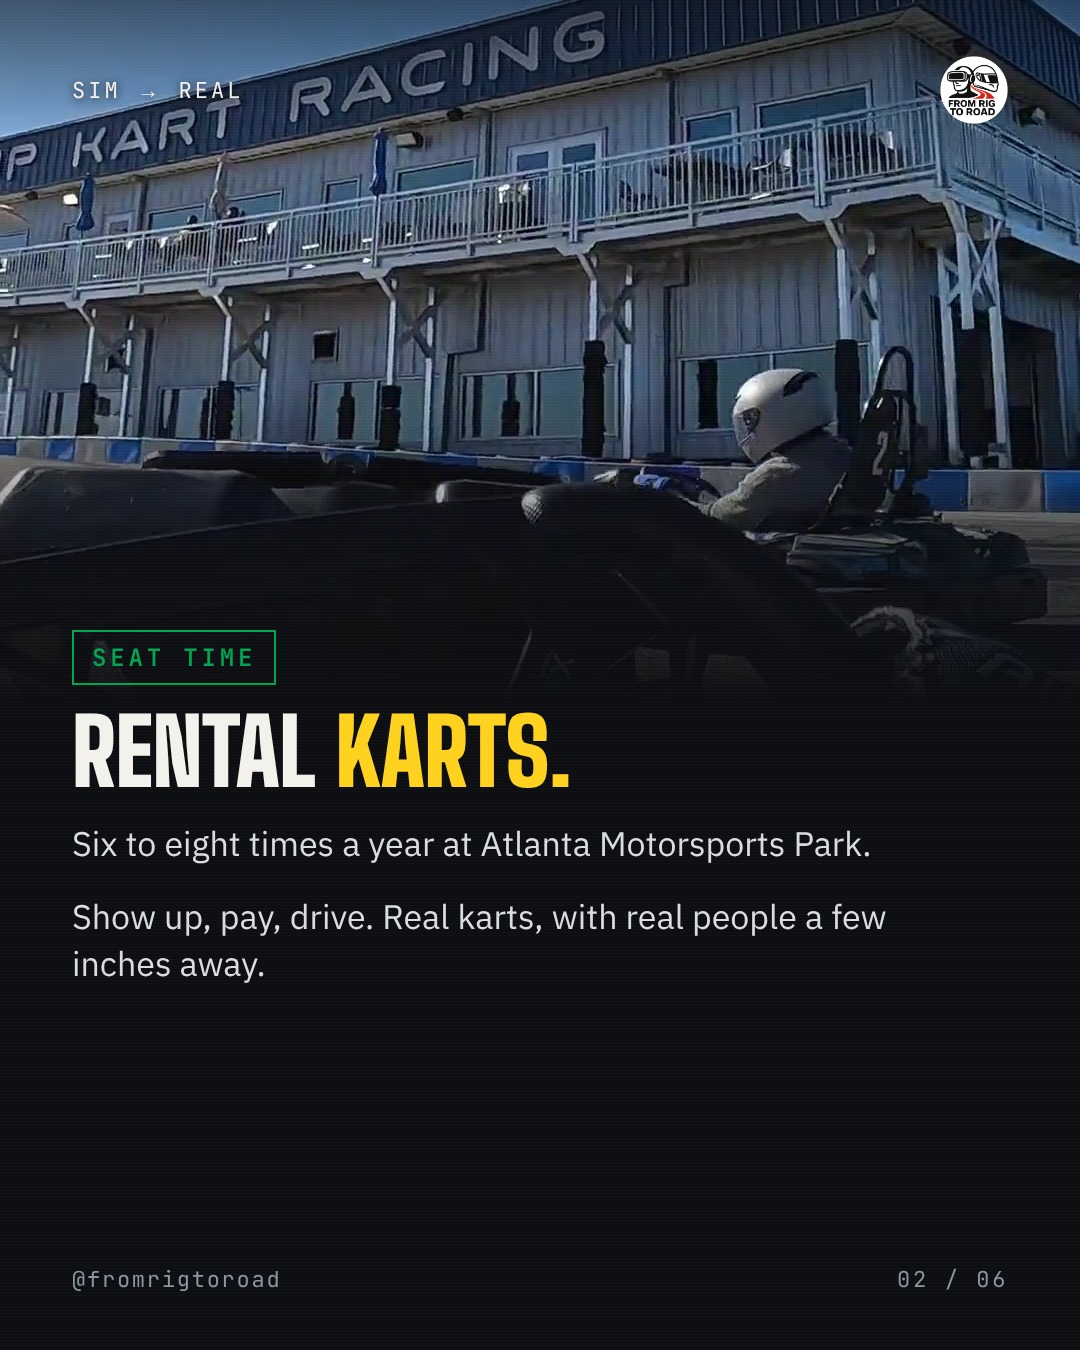 SIM → REAL
P KART RACING
FROM RIG
TO ROAD
2
SEAT TIME
RENTAL KARTS.
Six to eight times a year at Atlanta Motorsports Park.
Show up, pay, drive. Real karts, with real people a few
inches away.
@fromrigtoroad
02 / 06